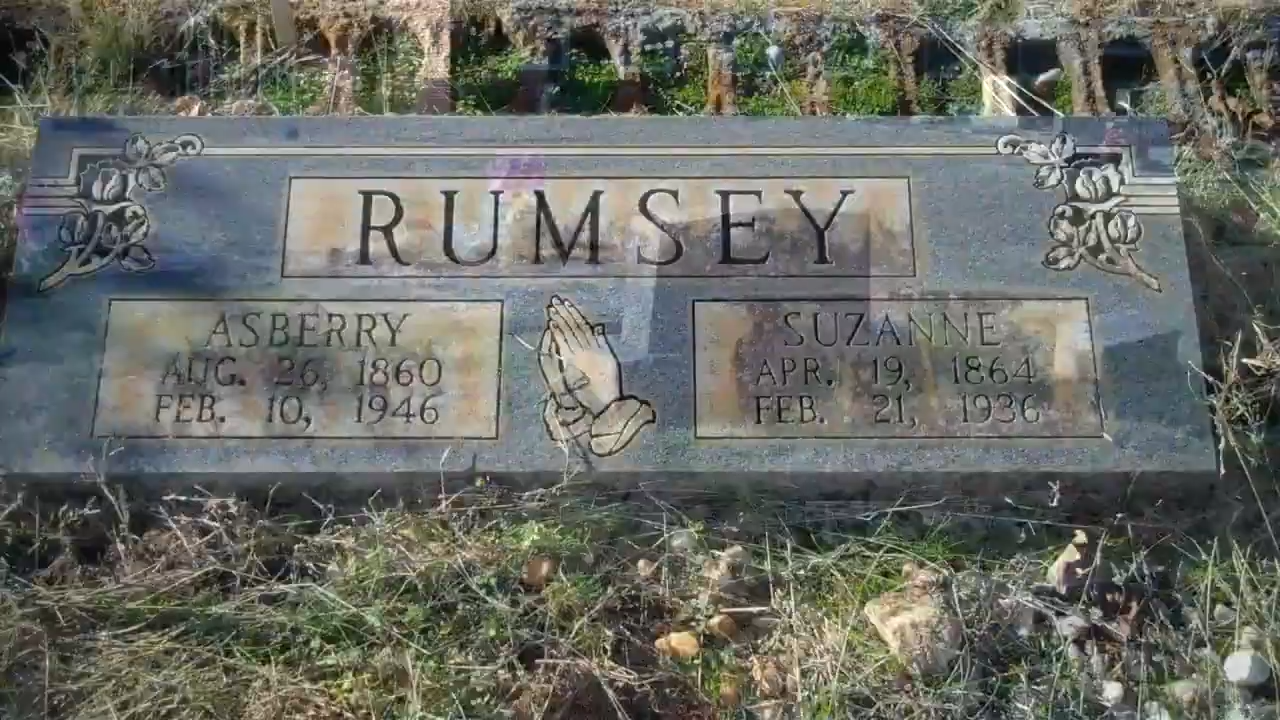 RUMSEY
ASBERRY
AUG. 26, 1860
FEB. 10, 1946
SUZANNE
APR. 19, 1864
FEB. 21, 1936